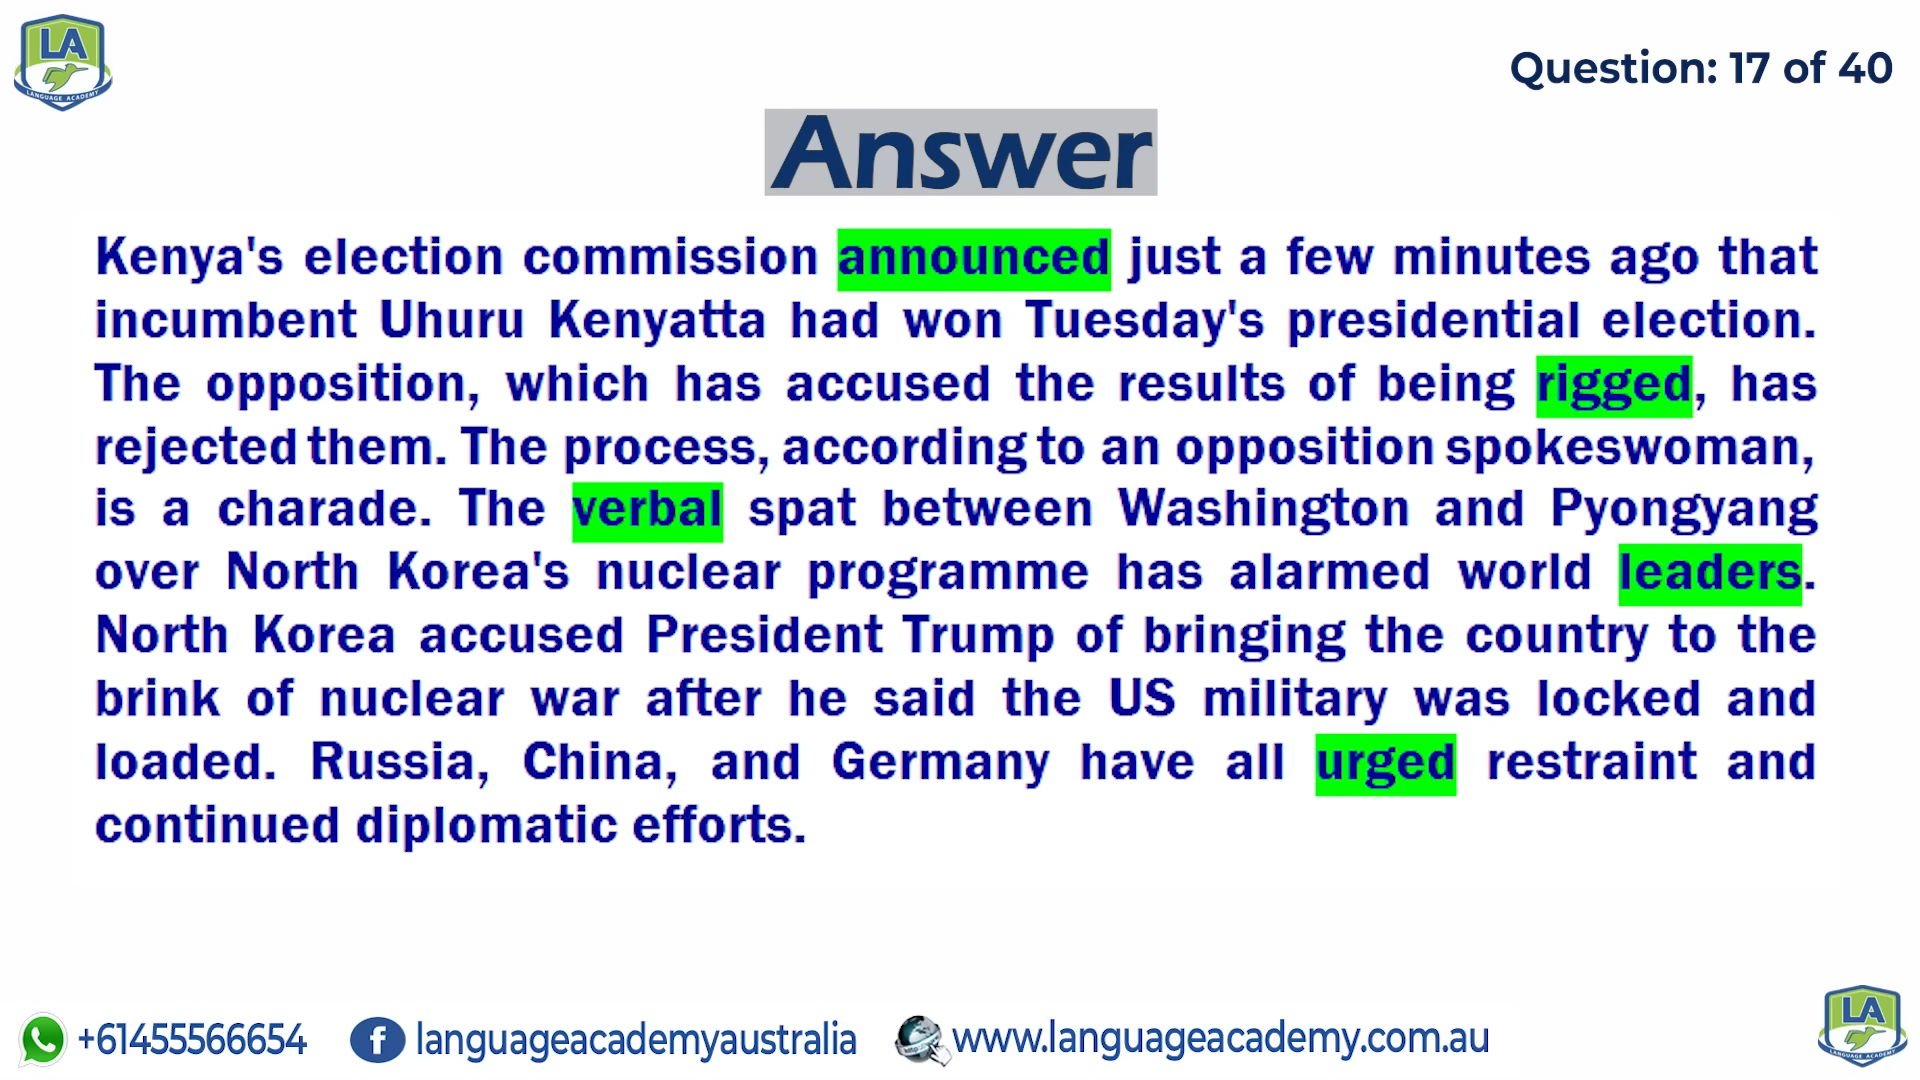 LA
LANGUAGE ACADEMY
Question: 17 of 40
Answer
Kenya's election commission announced just a few minutes ago that
incumbent Uhuru Kenyatta had won Tuesday's presidential election.
The opposition, which has accused the results of being rigged, has
rejected them. The process, according to an opposition spokeswoman,
is a charade. The verbal spat between Washington and Pyongyang
over North Korea's nuclear programme has alarmed world leaders.
North Korea accused President Trump of bringing the country to the
brink of nuclear war after he said the US military was locked and
loaded. Russia, China, and Germany have all urged restraint and
continued diplomatic efforts.
+61455566654
f languageacademyaustralia
http:// www.languageacademy.com.au
LA
LANGUAGE ACADEMY